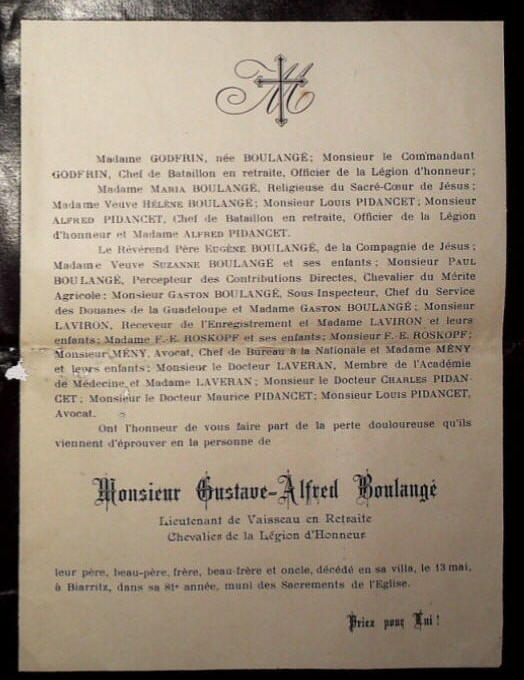 M
Madame GODFRIN, née BOULANGÉ; Monsieur le Commandant
GODFRIN, Chef de Bataillon en retraite, Officier de la Légion d'honneur;
Madame MARIA BOULANGÉ, Religieuse du Sacré-Cœur de Jésus;
Madame Veuve HÉLÈNE BOULANGÉ; Monsieur LOUIS PIDANCET; Monsieur
ALFRED PIDANCET, Chef de Bataillon en retraite, Officier de la Légion
d'honneur et Madame ALFRED PIDANCET.
Le Révérend Père EUGÈNE BOULANGÉ, de la Compagnie de Jésus;
Madame Veuve SUZANNE BOULANGÉ et ses enfants; Monsieur PAUL
BOULANGÉ, Percepteur des Contributions Directes, Chevalier du Mérite
Agricole; Monsieur GASTON BOULANGÉ, Sous-Inspecteur, Chef du Service
des Douanes de la Guadeloupe et Madame GASTON BOULANGÉ; Monsieur
LAVIRON, Receveur de l'Enregistrement et Madame LAVIRON et leurs
enfants; Madame F.-E. ROSKOPF et ses enfants; Monsieur F.-E. ROSKOPF;
Monsieur MÉNY, Avocat, Chef de Bureau à la Nationale et Madame MÉNY
et leurs enfants; Monsieur le Docteur LAVERAN, Membre de l'Académie
de Médecine et Madame LAVERAN; Monsieur le Docteur CHARLES PIDAN-
CET; Monsieur le Docteur MAURICE PIDANCET; Monsieur LOUIS PIDANCET,
Avocat.
Ont l'honneur de vous faire part de la perte douloureuse qu'ils
viennent d'éprouver en la personne de
Monsieur Gustave-Alfred Boulangé
Lieutenant de Vaisseau en Retraite
Chevalier de la Légion d'Honneur
leur père, beau-père, frère, beau-frère et oncle, décédé en sa villa, le 13 mai,
à Biarritz, dans sa 81e année, muni des Sacrements de l'Eglise.
Priez pour Lui!